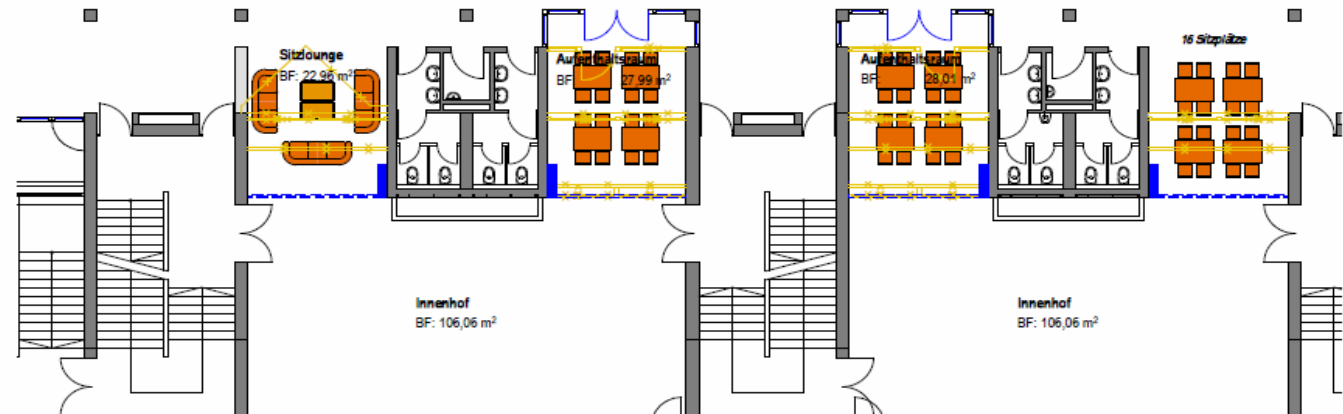 Sitzlounge
BF: 22,96 m²
Aufenthaltsraum
BF: 27,99 m²
Aufenthaltsraum
BF: 28,01 m²
16 Sitzplätze
Innenhof
BF: 106,06 m²
Innenhof
BF: 106,06 m²